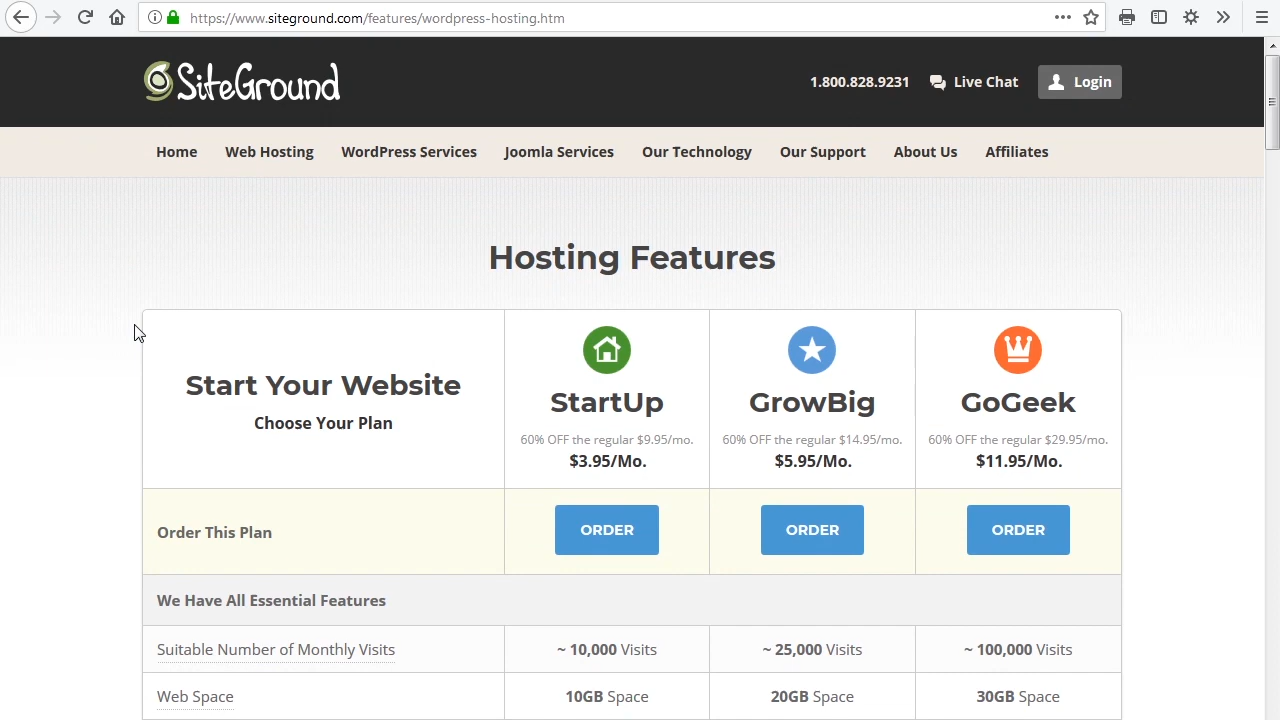 https://www.siteground.com/features/wordpress-hosting.htm
SiteGround
1.800.828.9231 Live Chat Login
Home Web Hosting WordPress Services Joomla Services Our Technology Our Support About Us Affiliates
Hosting Features
Start Your Website
Choose Your Plan
StartUp GrowBig GoGeek
60% OFF the regular $9.95/mo. 60% OFF the regular $14.95/mo. 60% OFF the regular $29.95/mo.
$3.95/Mo. $5.95/Mo. $11.95/Mo.
Order This Plan ORDER ORDER ORDER
We Have All Essential Features
Suitable Number of Monthly Visits ~ 10,000 Visits ~ 25,000 Visits ~ 100,000 Visits
Web Space 10GB Space 20GB Space 30GB Space